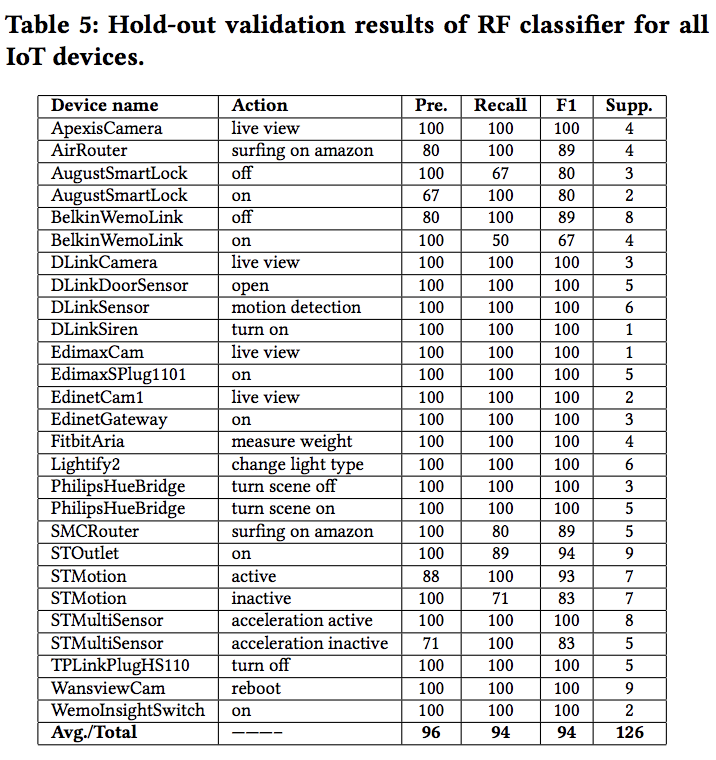 Table 5: Hold-out validation results of RF classifier for all
IoT devices.
Device name Action Pre. Recall F1 Supp.
ApexisCamera live view 100 100 100 4
AirRouter surfing on amazon 80 100 89 4
AugustSmartLock off 100 67 80 3
AugustSmartLock on 67 100 80 2
BelkinWemoLink off 80 100 89 8
BelkinWemoLink on 100 50 67 4
DLinkCamera live view 100 100 100 3
DLinkDoorSensor open 100 100 100 5
DLinkSensor motion detection 100 100 100 6
DLinkSiren turn on 100 100 100 1
EdimaxCam live view 100 100 100 1
EdimaxSPlug1101 on 100 100 100 5
EdinetCam1 live view 100 100 100 2
EdinetGateway on 100 100 100 3
FitbitAria measure weight 100 100 100 4
Lightify2 change light type 100 100 100 6
PhilipsHueBridge turn scene off 100 100 100 3
PhilipsHueBridge turn scene on 100 100 100 5
SMCRouter surfing on amazon 100 80 89 5
STOutlet on 100 89 94 9
STMotion active 88 100 93 7
STMotion inactive 100 71 83 7
STMultiSensor acceleration active 100 100 100 8
STMultiSensor acceleration inactive 71 100 83 5
TPLinkPlugHS110 turn off 100 100 100 5
WansviewCam reboot 100 100 100 9
WemoInsightSwitch on 100 100 100 2
Avg./Total ———– 96 94 94 126